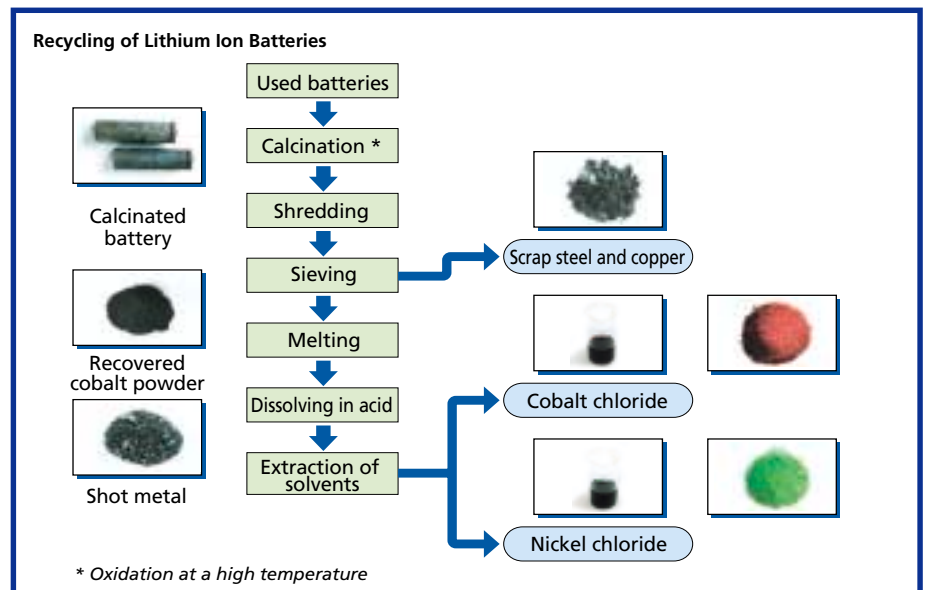 Recycling of Lithium Ion Batteries
Used batteries
Calcination *
Shredding
Sieving
Melting
Dissolving in acid
Extraction of
solvents
Calcinated
battery
Recovered
cobalt powder
Shot metal
Scrap steel and copper
Cobalt chloride
Nickel chloride
* Oxidation at a high temperature